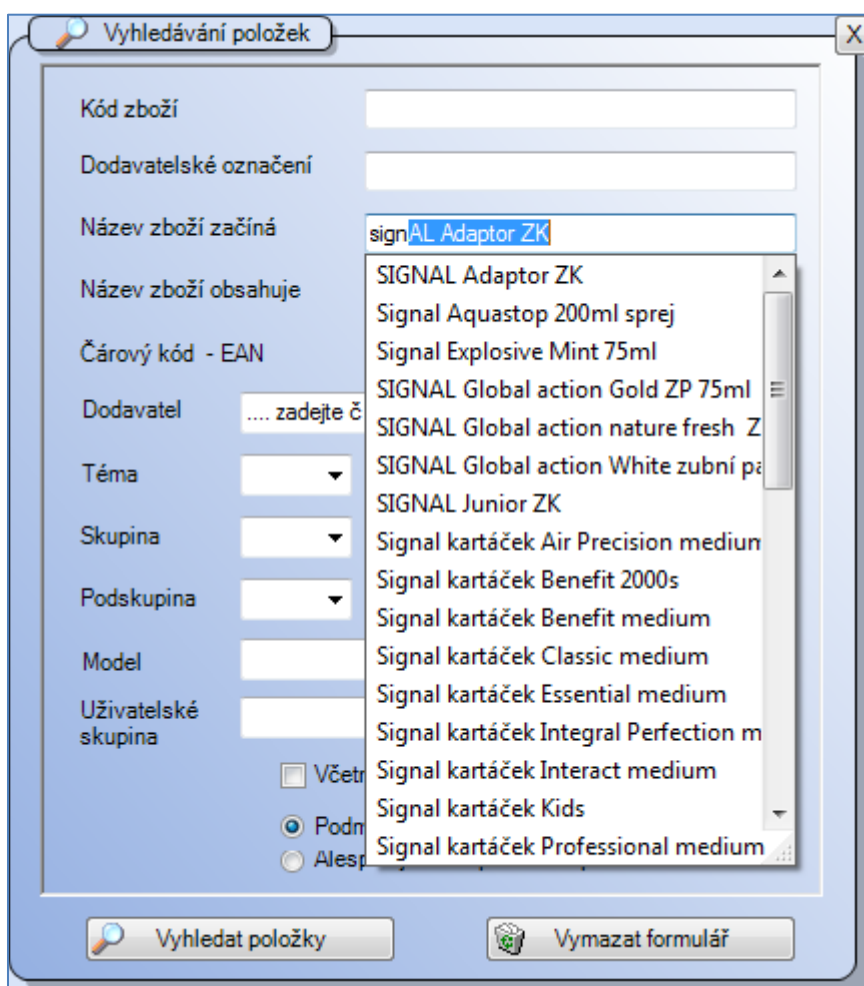 Vyhledávání položek
X
Kód zboží
Dodavatelské označení
Název zboží začíná
signAL Adaptor ZK
Název zboží obsahuje
Čárový kód - EAN
Dodavatel
.... zadejte č
Téma
Skupina
Podskupina
Model
Uživatelské
skupina
SIGNAL Adaptor ZK
Signal Aquastop 200ml sprej
Signal Explosive Mint 75ml
SIGNAL Global action Gold ZP 75ml
SIGNAL Global action nature fresh Z
SIGNAL Global action White zubní
SIGNAL Junior ZK
Signal kartáček Air Precision medium
Signal kartáček Benefit 2000s
Signal kartáček Benefit medium
Signal kartáček Classic medium
Signal kartáček Essential medium
Signal kartáček Integral Perfection m
Signal kartáček Interact medium
Signal kartáček Kids
Signal kartáček Professional medium
Vyhledat položky
Vymazat formulář